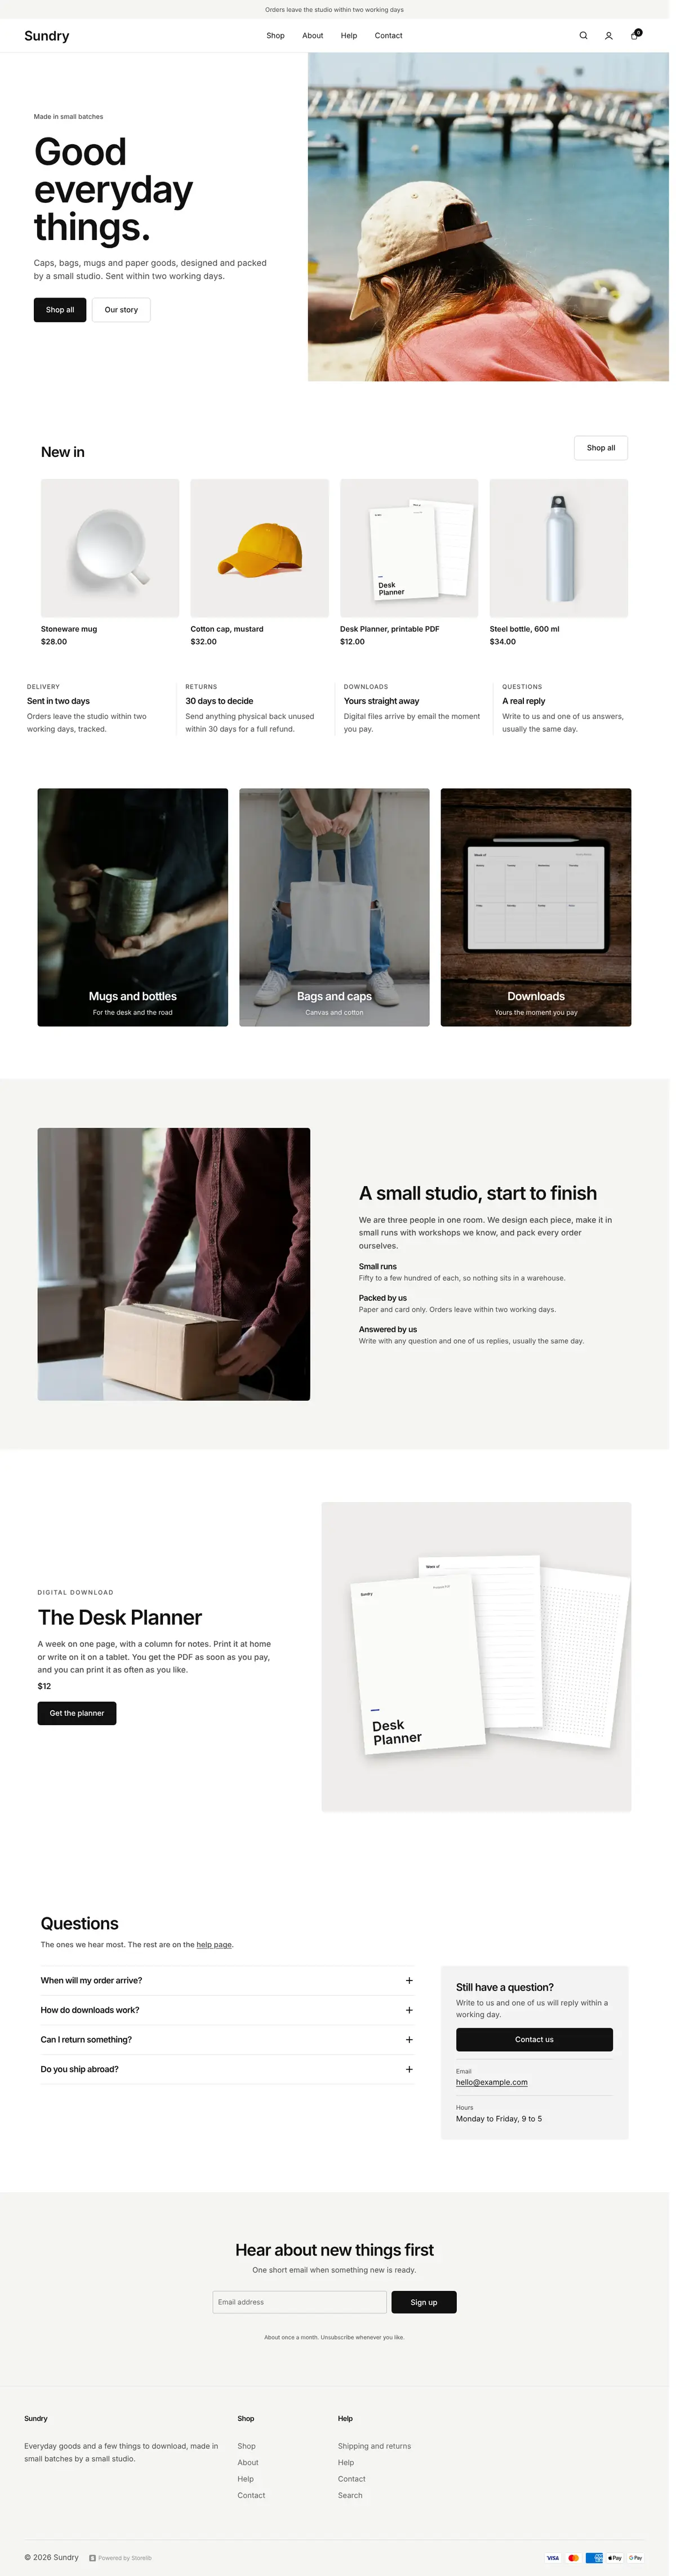 Orders leave the studio within two working days
Sundry
Shop
About
Help
Contact
0
Made in small batches
Good
everyday
things.
Caps, bags, mugs and paper goods, designed and packed
by a small studio. Sent within two working days.
Shop all
Our story
New in
Shop all
Desk
Planner
Stoneware mug
$28.00
Cotton cap, mustard
$32.00
Desk Planner, printable PDF
$12.00
Steel bottle, 600 ml
$34.00
DELIVERY
Sent in two days
Orders leave the studio within two
working days, tracked.
RETURNS
30 days to decide
Send anything physical back unused
within 30 days for a full refund.
DOWNLOADS
Yours straight away
Digital files arrive by email the moment
you pay.
QUESTIONS
A real reply
Write to us and one of us answers,
usually the same day.
Week of
Mugs and bottles
For the desk and the road
Bags and caps
Canvas and cotton
Downloads
Yours the moment you pay
A small studio, start to finish
We are three people in one room. We design each piece, make it in
small runs with workshops we know, and pack every order
ourselves.
Small runs
Fifty to a few hundred of each, so nothing sits in a warehouse.
Packed by us
Paper and card only. Orders leave within two working days.
Answered by us
Write with any question and one of us replies, usually the same day.
DIGITAL DOWNLOAD
The Desk Planner
A week on one page, with a column for notes. Print it at home
or write on it on a tablet. You get the PDF as soon as you pay,
and you can print it as often as you like.
$12
Get the planner
Week of
Sundry
Desk
Planner
Questions
The ones we hear most. The rest are on the help page.
When will my order arrive?
How do downloads work?
Can I return something?
Do you ship abroad?
Still have a question?
Write to us and one of us will reply within a
working day.
Contact us
Email
hello@example.com
Hours
Monday to Friday, 9 to 5
Hear about new things first
One short email when something new is ready.
Email address
Sign up
About once a month. Unsubscribe whenever you like.
Sundry
Everyday goods and a few things to download, made in
small batches by a small studio.
Shop
Shop
About
Help
Contact
Help
Shipping and returns
Help
Contact
Search
© 2026 Sundry
Powered by Storelib
VISA
Pay
G Pay